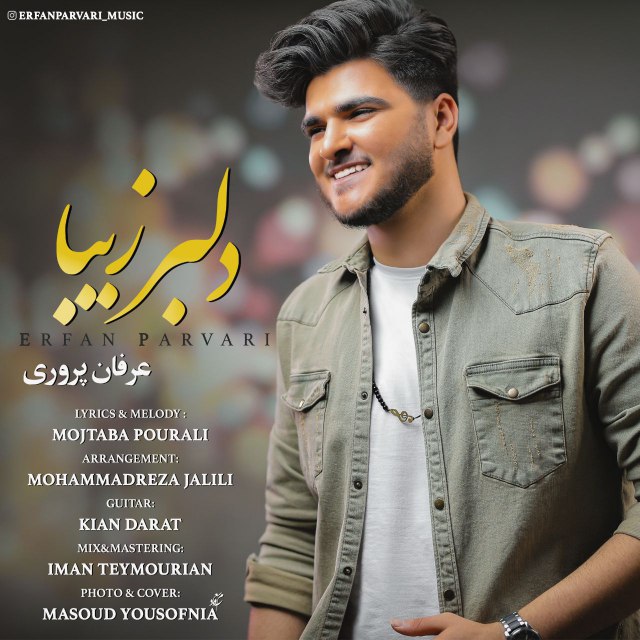 ERFANPARVARI_MUSIC
دلبر زیبا
ERFAN PARVARI
عرفان پروری
LYRICS & MELODY :
MOJTABA POURALI
ARRANGEMENT:
MOHAMMADREZA JALILI
GUITAR:
KIAN DARAT
MIX&MASTERING:
IMAN TEYMOURIAN
PHOTO & COVER:
MASOUD YOUSOFNIA